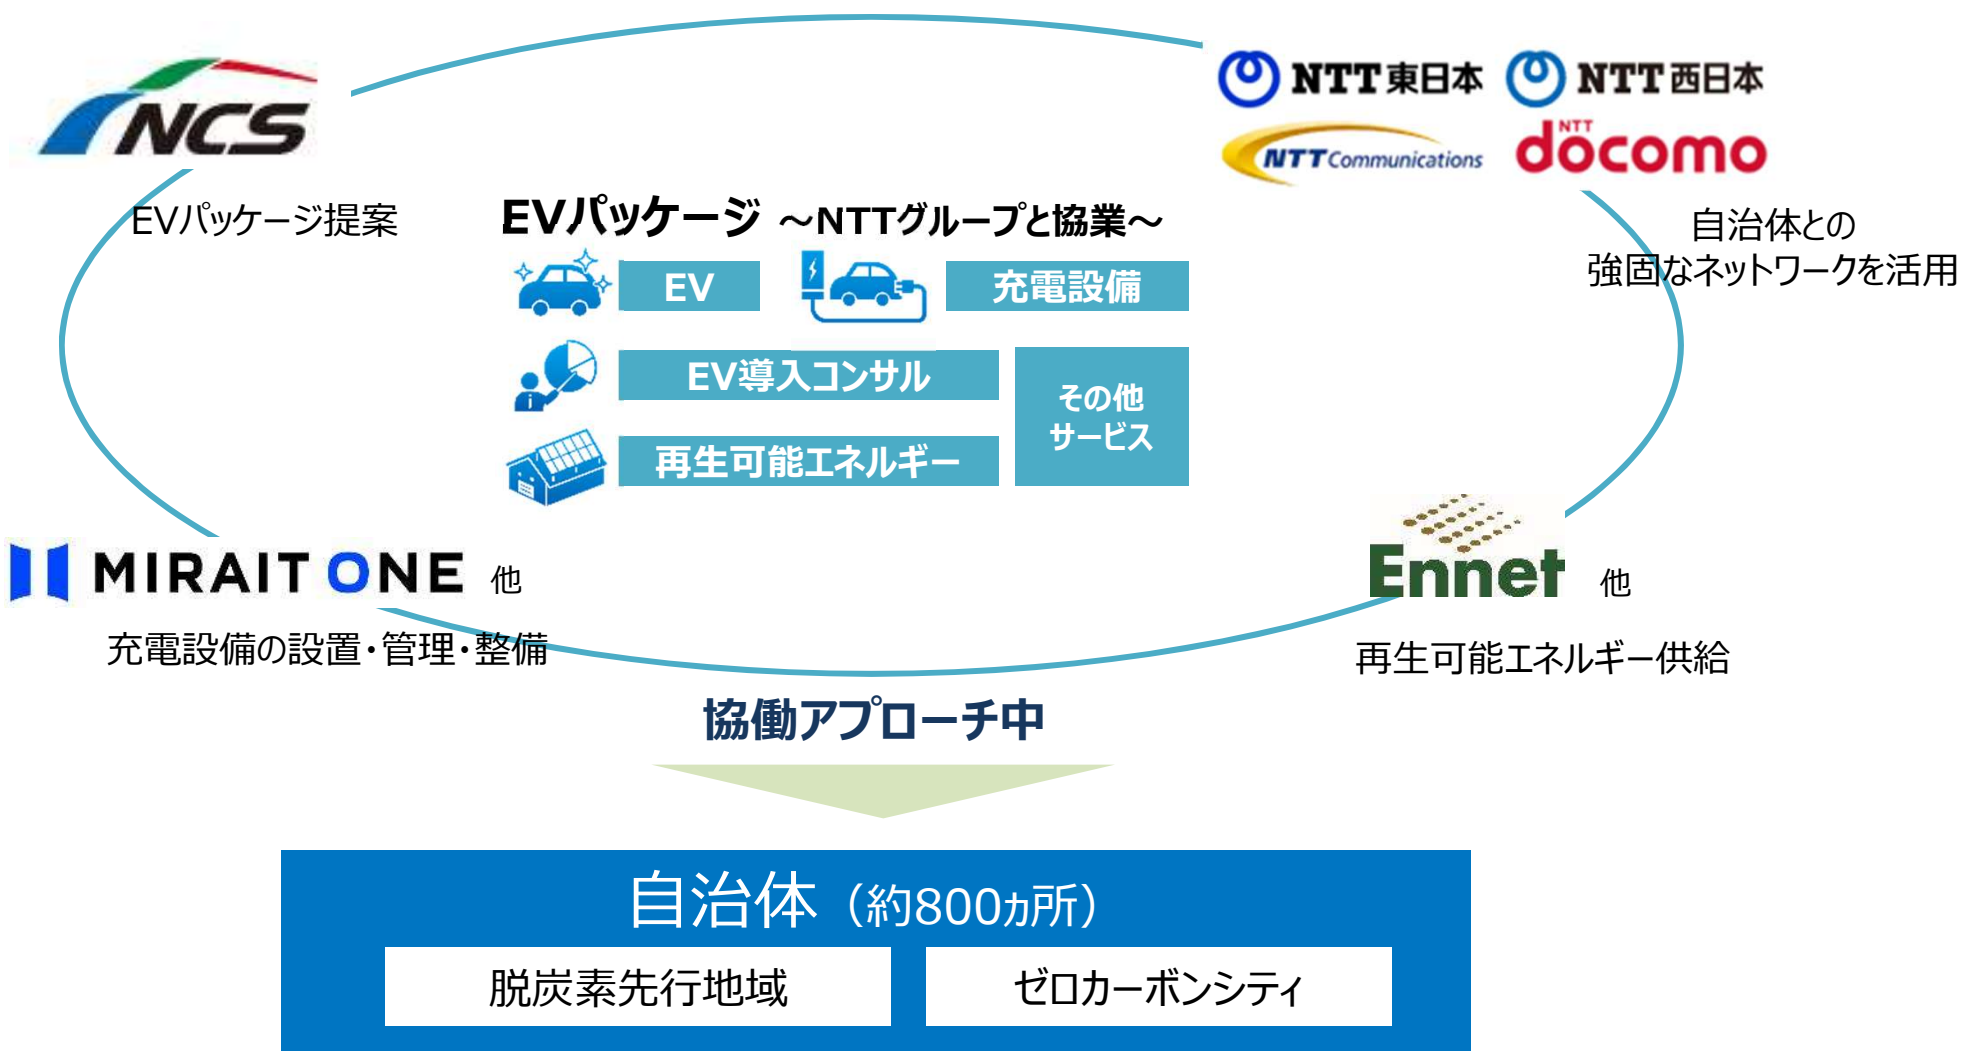 NCS
EVパッケージ提案
NTT東日本
NTT西日本
NTT Communications
NTT docomo
自治体との
強固なネットワークを活用
EVパッケージ ～NTTグループと協業～
EV
充電設備
EV導入コンサル
その他
サービス
再生可能エネルギー
MIRAIT ONE 他
充電設備の設置・管理・整備
Ennet 他
再生可能エネルギー供給
協働アプローチ中
自治体（約800ヵ所）
脱炭素先行地域
ゼロカーボンシティ